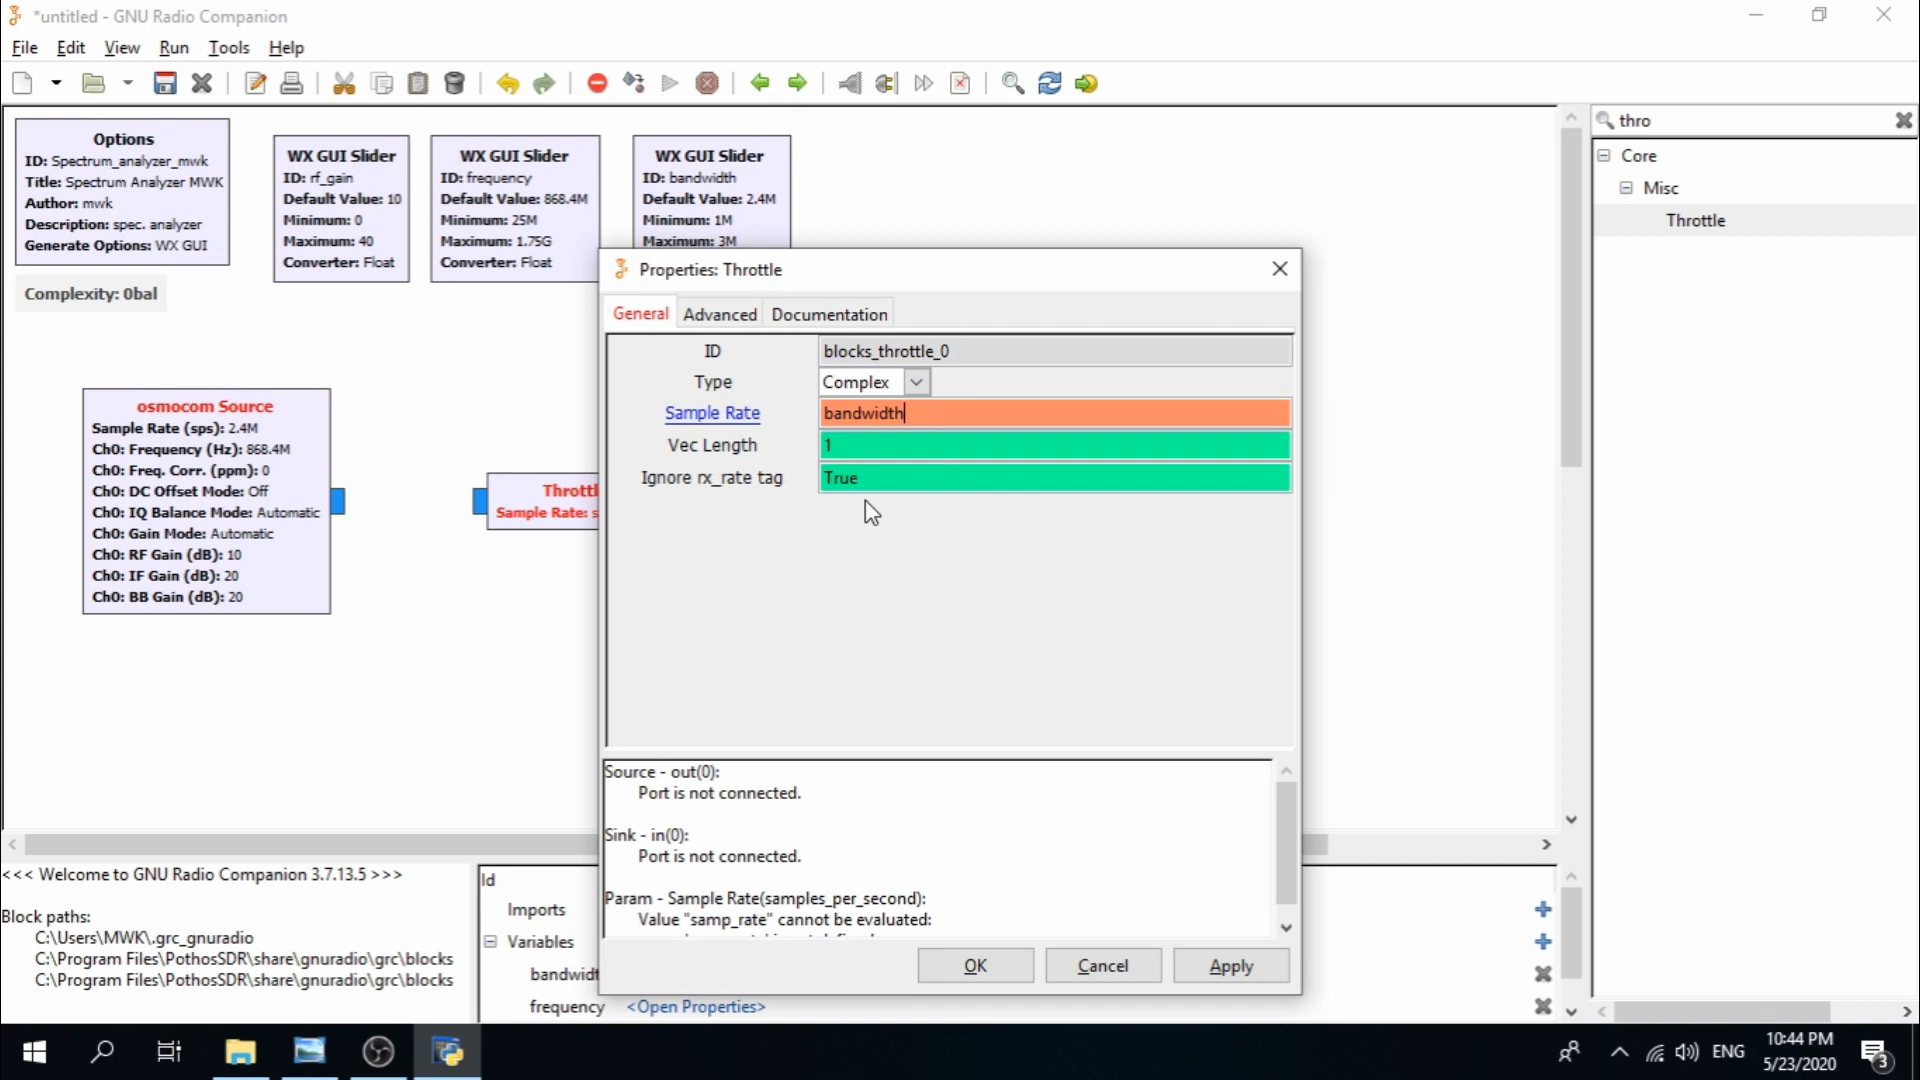 *untitled - GNU Radio Companion
File Edit View Run Tools Help
Options
ID: Spectrum_analyzer_mwk
Title: Spectrum Analyzer MWK
Author: mwk
Description: spec. analyzer
Generate Options: WX GUI
Complexity: 0bal
WX GUI Slider
ID: rf_gain
Default Value: 10
Minimum: 0
Maximum: 40
Converter: Float
WX GUI Slider
ID: frequency
Default Value: 868.4M
Minimum: 25M
Maximum: 1.75G
Converter: Float
WX GUI Slider
ID: bandwidth
Default Value: 2.4M
Minimum: 1M
Maximum: 3M
osmocom Source
Sample Rate (sps): 2.4M
Ch0: Frequency (Hz): 868.4M
Ch0: Freq. Corr. (ppm): 0
Ch0: DC Offset Mode: Off
Ch0: IQ Balance Mode: Automatic
Ch0: Gain Mode: Automatic
Ch0: RF Gain (dB): 10
Ch0: IF Gain (dB): 20
Ch0: BB Gain (dB): 20
Throttl
Sample Rate: s
Properties: Throttle
General Advanced Documentation
ID blocks_throttle_0
Type Complex
Sample Rate bandwidth
Vec Length 1
Ignore rx_rate tag True
Source - out(0):
Port is not connected.
Sink - in(0):
Port is not connected.
Param - Sample Rate(samples_per_second):
Value "samp_rate" cannot be evaluated:
OK Cancel Apply
thro
Core
Misc
Throttle
<<< Welcome to GNU Radio Companion 3.7.13.5 >>>
Block paths:
C:\Users\MWK\.grc_gnuradio
C:\Program Files\PothosSDR\share\gnuradio\grc\blocks
C:\Program Files\PothosSDR\share\gnuradio\grc\blocks
Id
Imports
Variables
bandwidt
frequency <Open Properties>
ENG
10:44 PM
5/23/2020
3